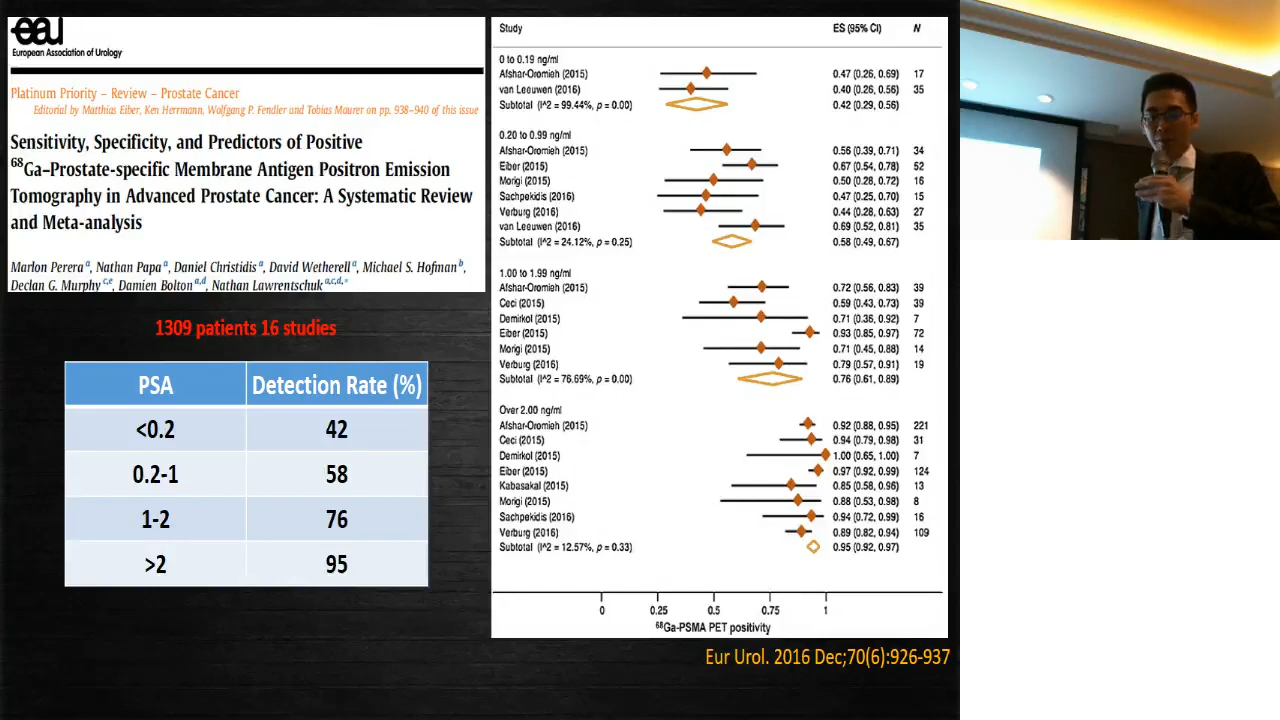 eau
European Association of Urology
Platinum Priority – Review – Prostate Cancer
Editorial by Matthias Eiber, Ken Herrmann, Wolfgang P. Fendler and Tobias Maurer on pp. 938–940 of this issue
Sensitivity, Specificity, and Predictors of Positive
⁶⁸Ga–Prostate-specific Membrane Antigen Positron Emission
Tomography in Advanced Prostate Cancer: A Systematic Review
and Meta-analysis
Marlon Perera a, Nathan Papa a, Daniel Christidis a, David Wetherell a, Michael S. Hofman b,
Declan G. Murphy c,e, Damien Bolton a,d, Nathan Lawrentschuk a,c,d,*
1309 patients 16 studies
PSA Detection Rate (%)
<0.2 42
0.2-1 58
1-2 76
>2 95
Study ES (95% CI) N
0 to 0.19 ng/ml
Afshar-Oromieh (2015) 0.47 (0.26, 0.69) 17
van Leeuwen (2016) 0.40 (0.26, 0.56) 35
Subtotal (I^2 = 99.44%, p = 0.00) 0.42 (0.29, 0.56)
0.20 to 0.99 ng/ml
Afshar-Oromieh (2015) 0.56 (0.39, 0.71) 34
Eiber (2015) 0.67 (0.54, 0.78) 52
Morigi (2015) 0.50 (0.28, 0.72) 16
Sachpekidis (2016) 0.47 (0.25, 0.70) 15
Verburg (2016) 0.44 (0.28, 0.63) 27
van Leeuwen (2016) 0.69 (0.52, 0.81) 35
Subtotal (I^2 = 24.12%, p = 0.25) 0.58 (0.49, 0.67)
1.00 to 1.99 ng/ml
Afshar-Oromieh (2015) 0.72 (0.56, 0.83) 39
Ceci (2015) 0.59 (0.43, 0.73) 39
Demirkol (2015) 0.71 (0.36, 0.92) 7
Eiber (2015) 0.93 (0.85, 0.97) 72
Morigi (2015) 0.71 (0.45, 0.88) 14
Verburg (2016) 0.79 (0.57, 0.91) 19
Subtotal (I^2 = 76.69%, p = 0.00) 0.76 (0.61, 0.89)
Over 2.00 ng/ml
Afshar-Oromieh (2015) 0.92 (0.88, 0.95) 221
Ceci (2015) 0.94 (0.79, 0.98) 31
Demirkol (2015) 1.00 (0.65, 1.00) 7
Eiber (2015) 0.97 (0.92, 0.99) 124
Kabasakal (2015) 0.85 (0.58, 0.96) 13
Morigi (2015) 0.88 (0.53, 0.98) 8
Sachpekidis (2016) 0.94 (0.72, 0.99) 16
Verburg (2016) 0.89 (0.82, 0.94) 109
Subtotal (I^2 = 12.57%, p = 0.33) 0.95 (0.92, 0.97)
0 0.25 0.5 0.75 1
⁶⁸Ga-PSMA PET positivity
Eur Urol. 2016 Dec;70(6):926-937